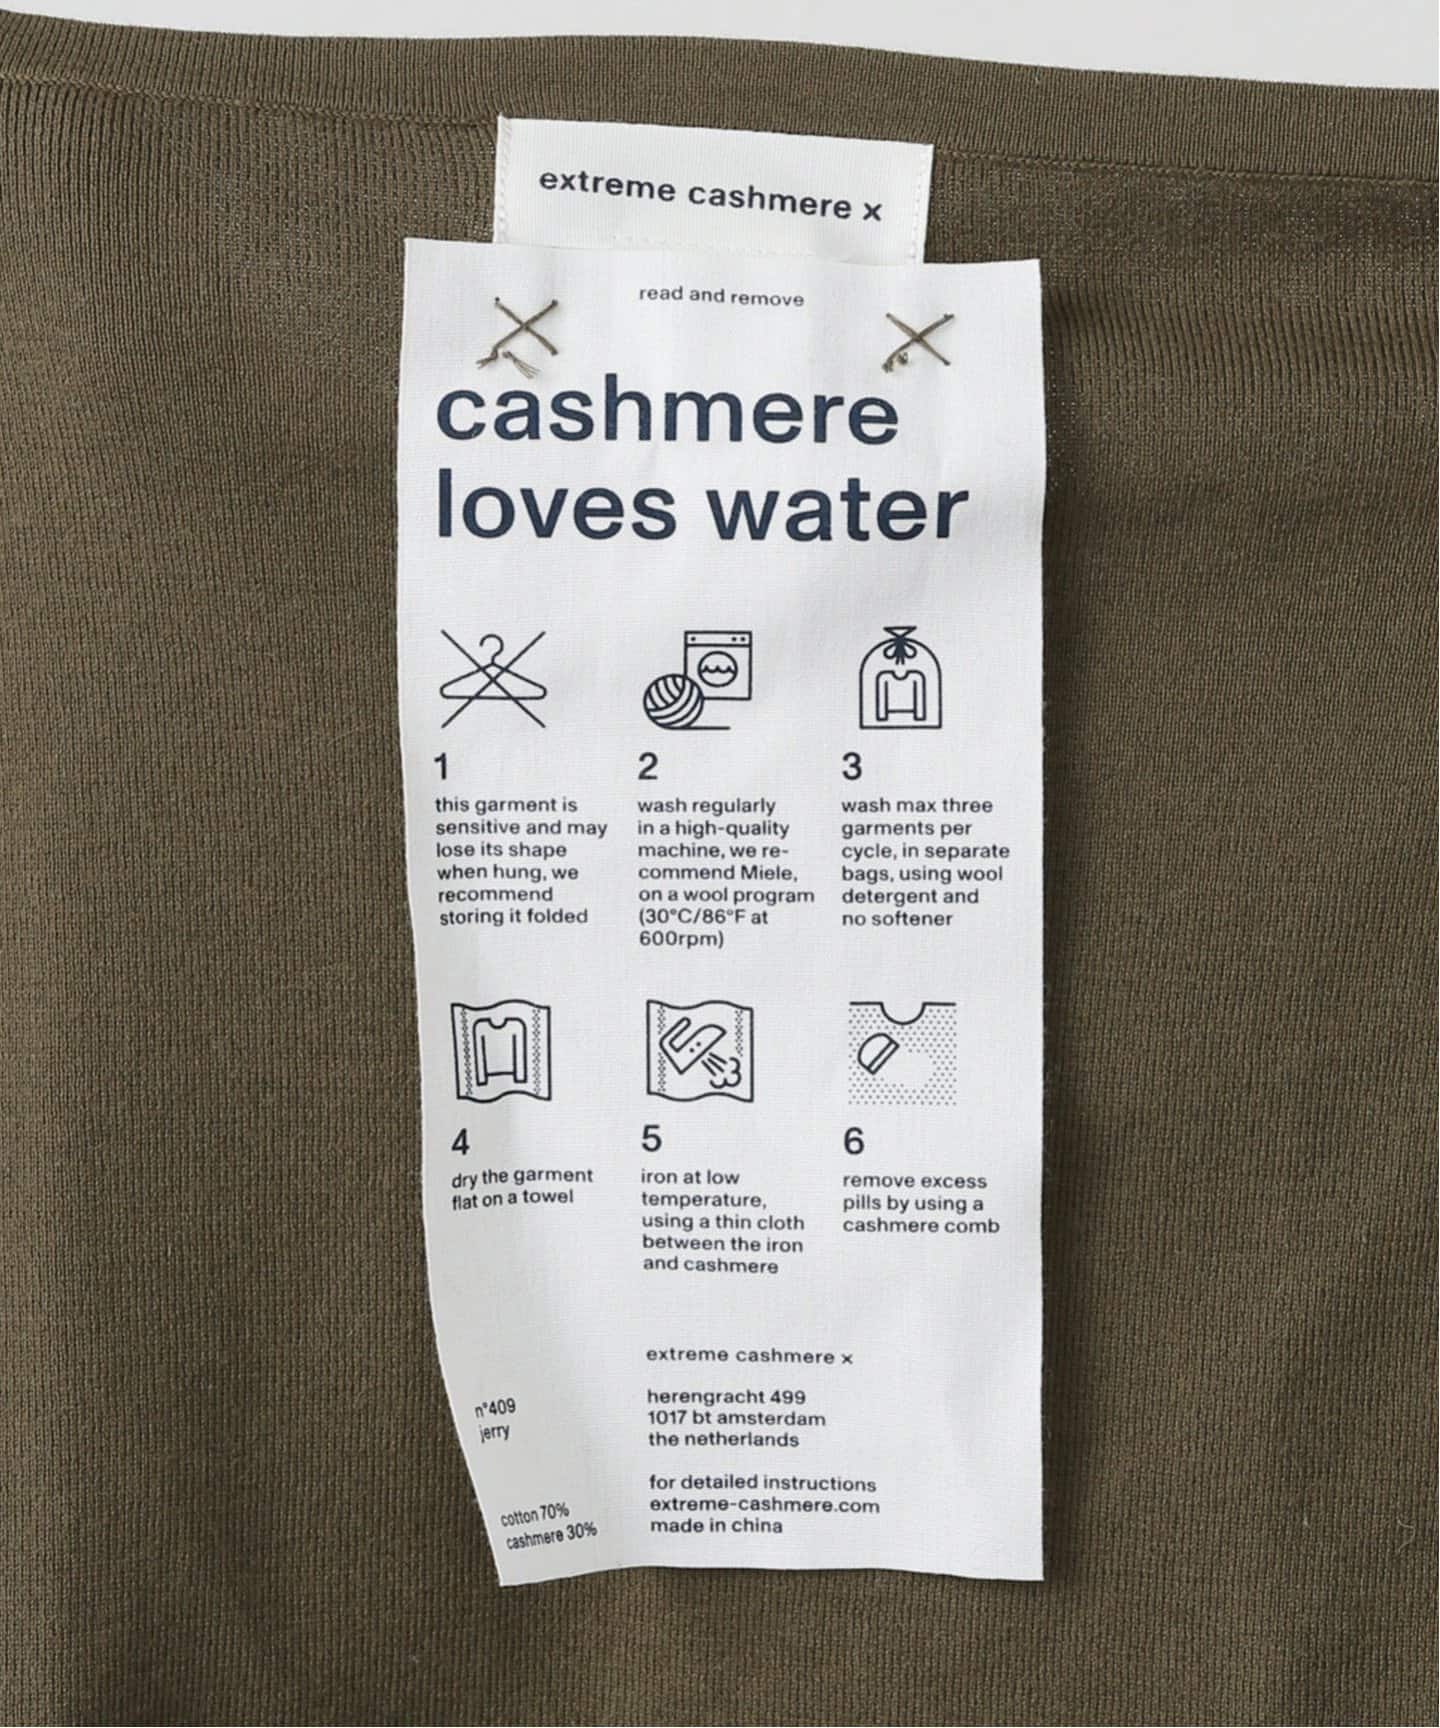 extreme cashmere x
read and remove
cashmere
loves water
1
this garment is
sensitive and may
lose its shape
when hung, we
recommend
storing it folded
2
wash regularly
in a high-quality
machine, we re-
commend Miele,
on a wool program
(30°C/86°F at
600rpm)
3
wash max three
garments per
cycle, in separate
bags, using wool
detergent and
no softener
4
dry the garment
flat on a towel
5
iron at low
temperature,
using a thin cloth
between the iron
and cashmere
6
remove excess
pills by using a
cashmere comb
n°409
jerry
cotton 70%
cashmere 30%
extreme cashmere x
herengracht 499
1017 bt amsterdam
the netherlands
for detailed instructions
extreme-cashmere.com
made in china